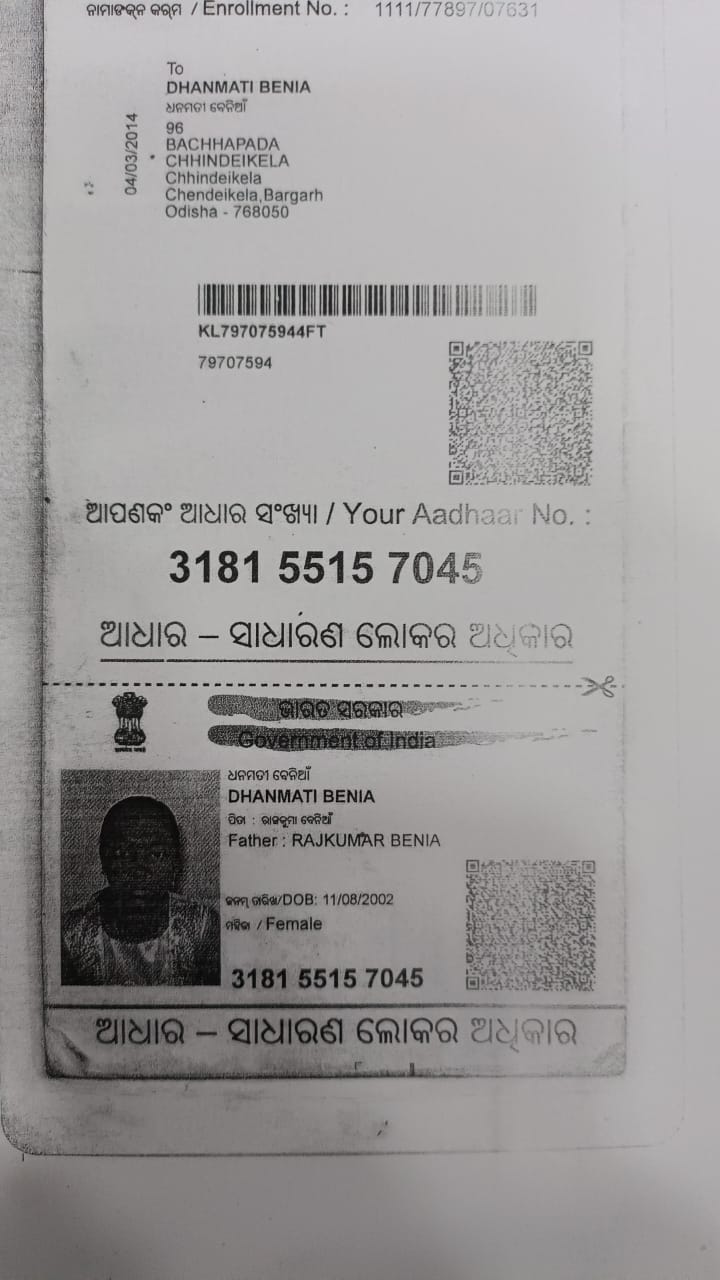 ନାମାଙ୍କନ କ୍ରମ / Enrollment No. : 1111/77897/07631
04/03/2014
To
DHANMATI BENIA
ଧନମତୀ ବେନିଆଁ
96
BACHHAPADA
CHHINDEIKELA
Chhindeikela
Chendeikela,Bargarh
Odisha - 768050
KL797075944FT
79707594
ଆପଣଙ୍କ ଆଧାର ସଂଖ୍ୟା / Your Aadhaar No. :
3181 5515 7045
ଆଧାର – ସାଧାରଣ ଲୋକର ଅଧିକାର
ଭାରତ ସରକାର
Government of India
ଧନମତୀ ବେନିଆଁ
DHANMATI BENIA
ପିତା : ରାଜକୁମା ବେନିଆଁ
Father : RAJKUMAR BENIA
ଜନ୍ମ ତାରିଖ/DOB: 11/08/2002
ମହିଳା / Female
3181 5515 7045
ଆଧାର – ସାଧାରଣ ଲୋକର ଅଧିକାର